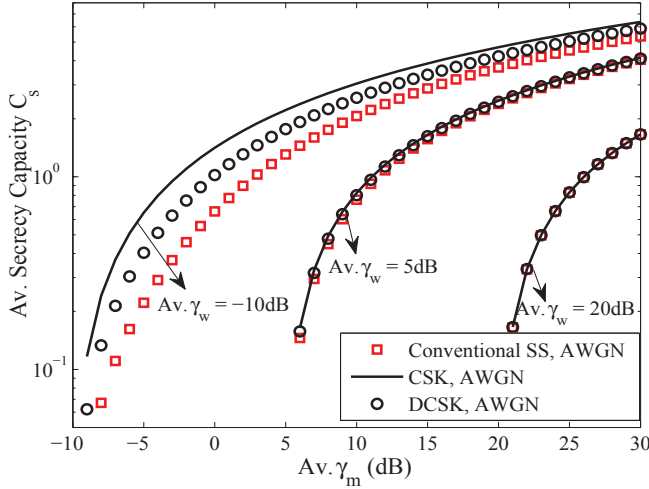 Av. Secrecy Capacity C_s
10^0
10^-1
Av. γ_w = −10dB
Av. γ_w = 5dB
Av. γ_w = 20dB
Conventional SS, AWGN
CSK, AWGN
DCSK, AWGN
−10 −5 0 5 10 15 20 25 30
Av. γ_m (dB)